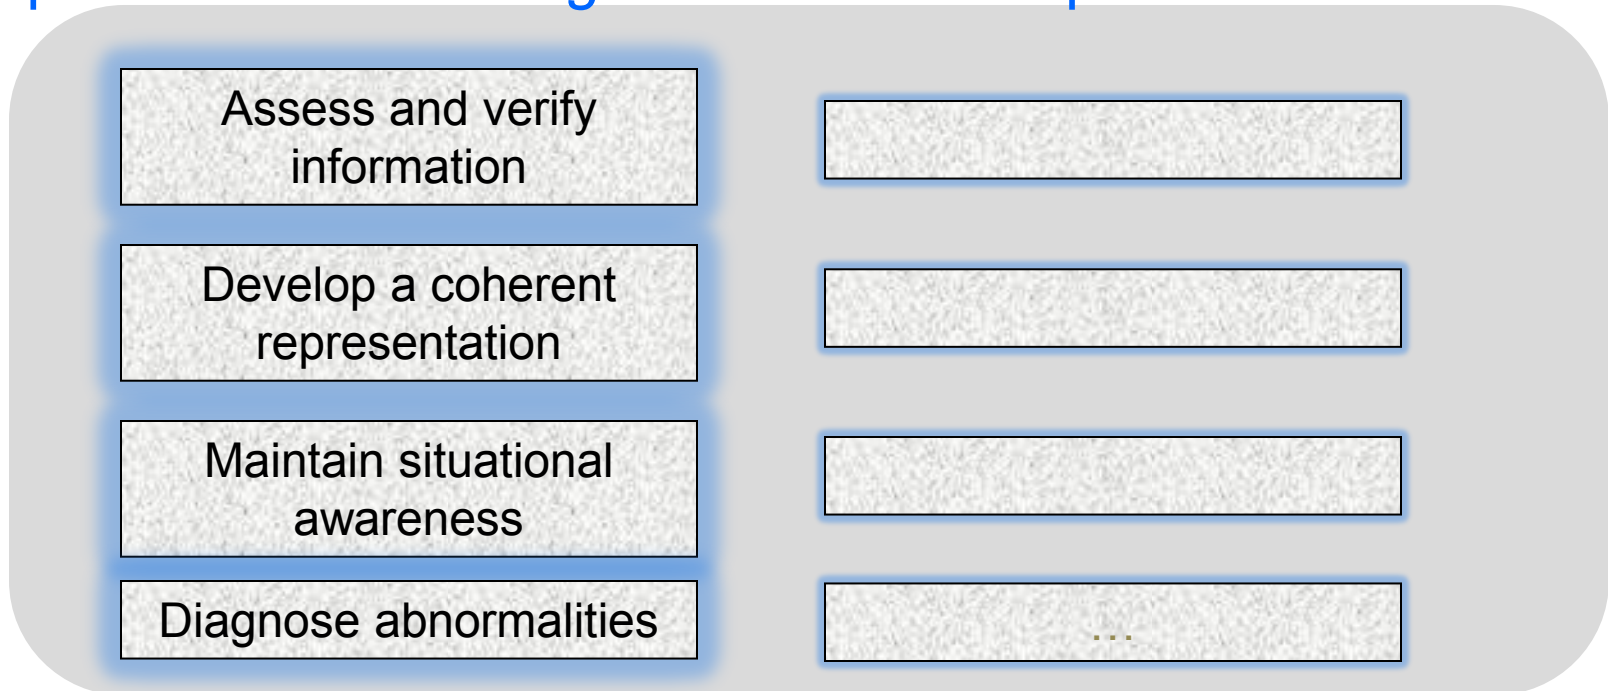 Assess and verify
information
Develop a coherent
representation
Maintain situational
awareness
Diagnose abnormalities
…